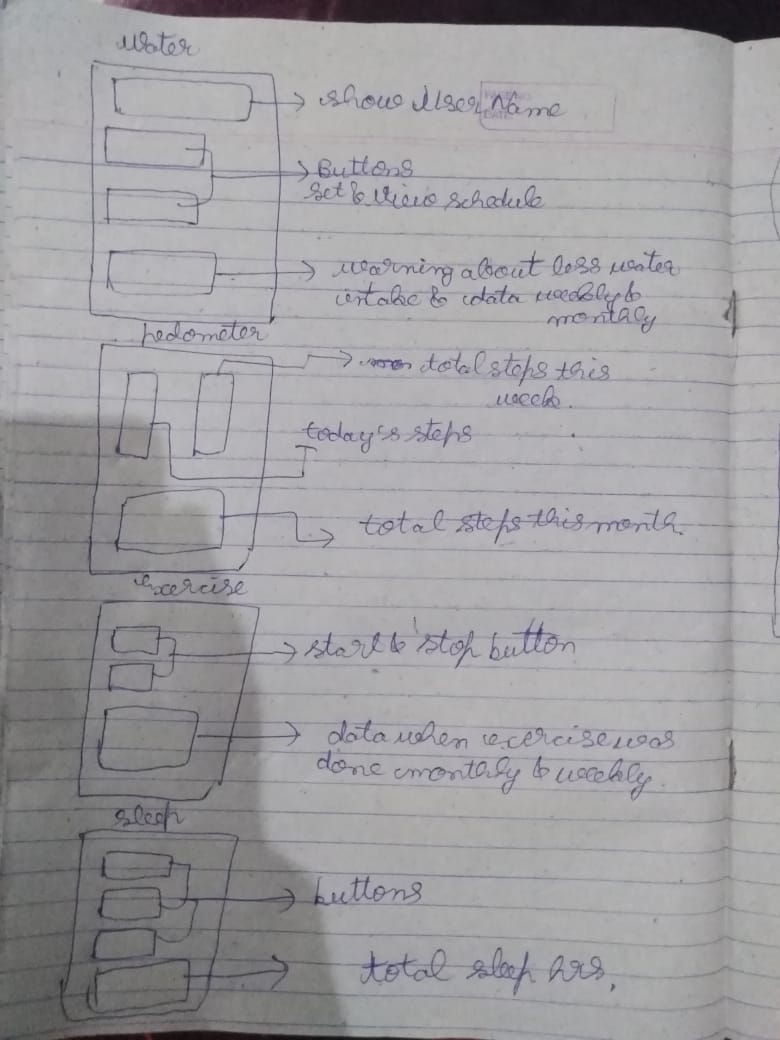 water
show User Name
Buttons
set & view schedule
warning about less water
intake & data weekly &
monthly
pedometer
total steps this
week.
today's steps
total steps this month.
exercise
start & stop button
data when exercise was
done monthly & weekly.
sleep
buttons
total sleep hrs.